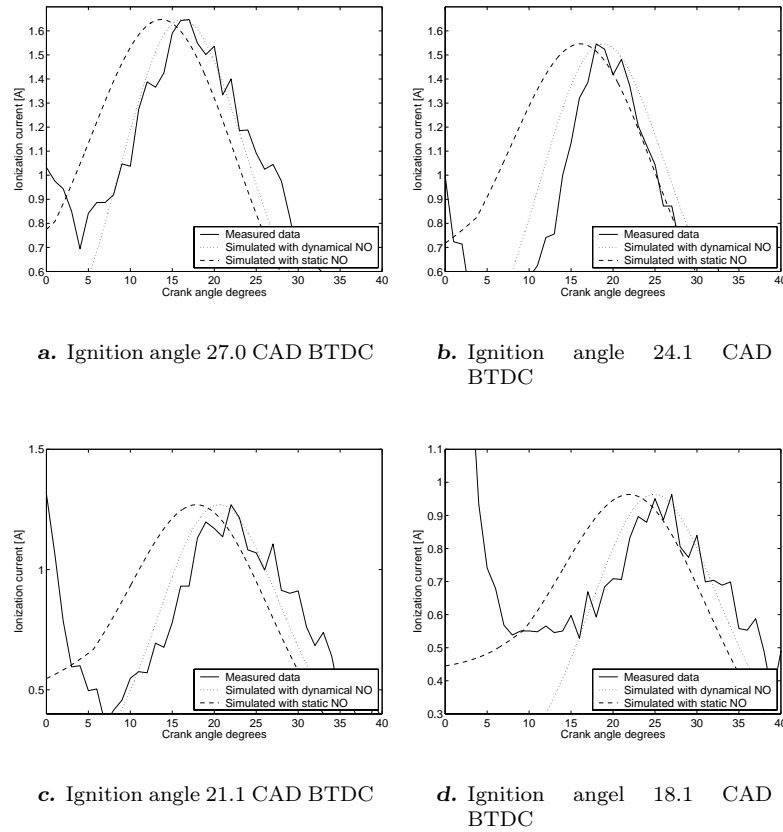 1.6
1.5
1.4
1.3
1.2
1.1
1
0.9
0.8
0.7
0.6
0 5 10 15 20 25 30 35 40
Ionization current [A]
Crank angle degrees
Measured data
Simulated with dynamical NO
Simulated with static NO
a. Ignition angle 27.0 CAD BTDC
1.6
1.5
1.4
1.3
1.2
1.1
1
0.9
0.8
0.7
0.6
0 5 10 15 20 25 30 35 40
Ionization current [A]
Crank angle degrees
Measured data
Simulated with dynamical NO
Simulated with static NO
b. Ignition angle 24.1 CAD
BTDC
1.5
1
0.5
0 5 10 15 20 25 30 35 40
Ionization current [A]
Crank angle degrees
Measured data
Simulated with dynamical NO
Simulated with static NO
c. Ignition angle 21.1 CAD BTDC
1.1
1
0.9
0.8
0.7
0.6
0.5
0.4
0.3
0 5 10 15 20 25 30 35 40
Ionization current [A]
Crank angle degrees
Measured data
Simulated with dynamical NO
Simulated with static NO
d. Ignition angel 18.1 CAD
BTDC